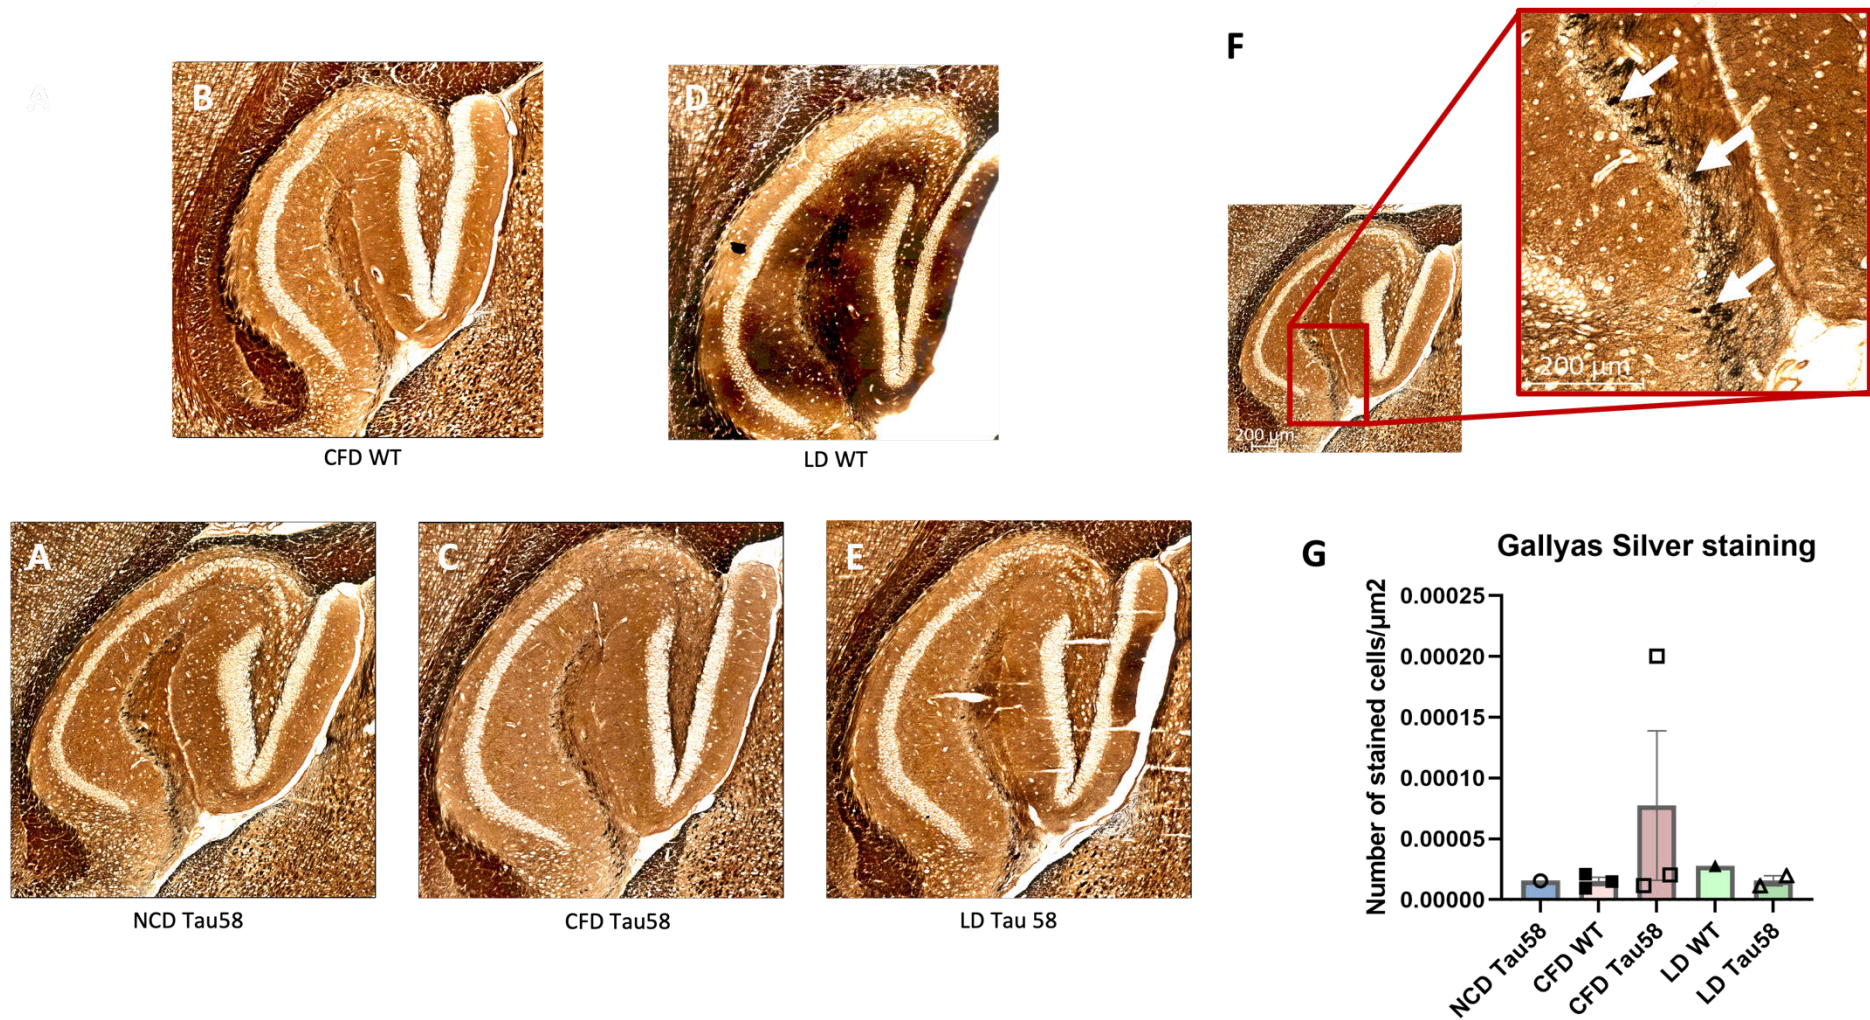 A
B
CFD WT
D
LD WT
F
200 µm
200 µm
A
NCD Tau58
C
CFD Tau58
E
LD Tau 58
G
Gallyas Silver staining
Number of stained cells/µm2
0.00025
0.00020
0.00015
0.00010
0.00005
0.00000
NCD Tau58
CFD WT
CFD Tau58
LD WT
LD Tau58